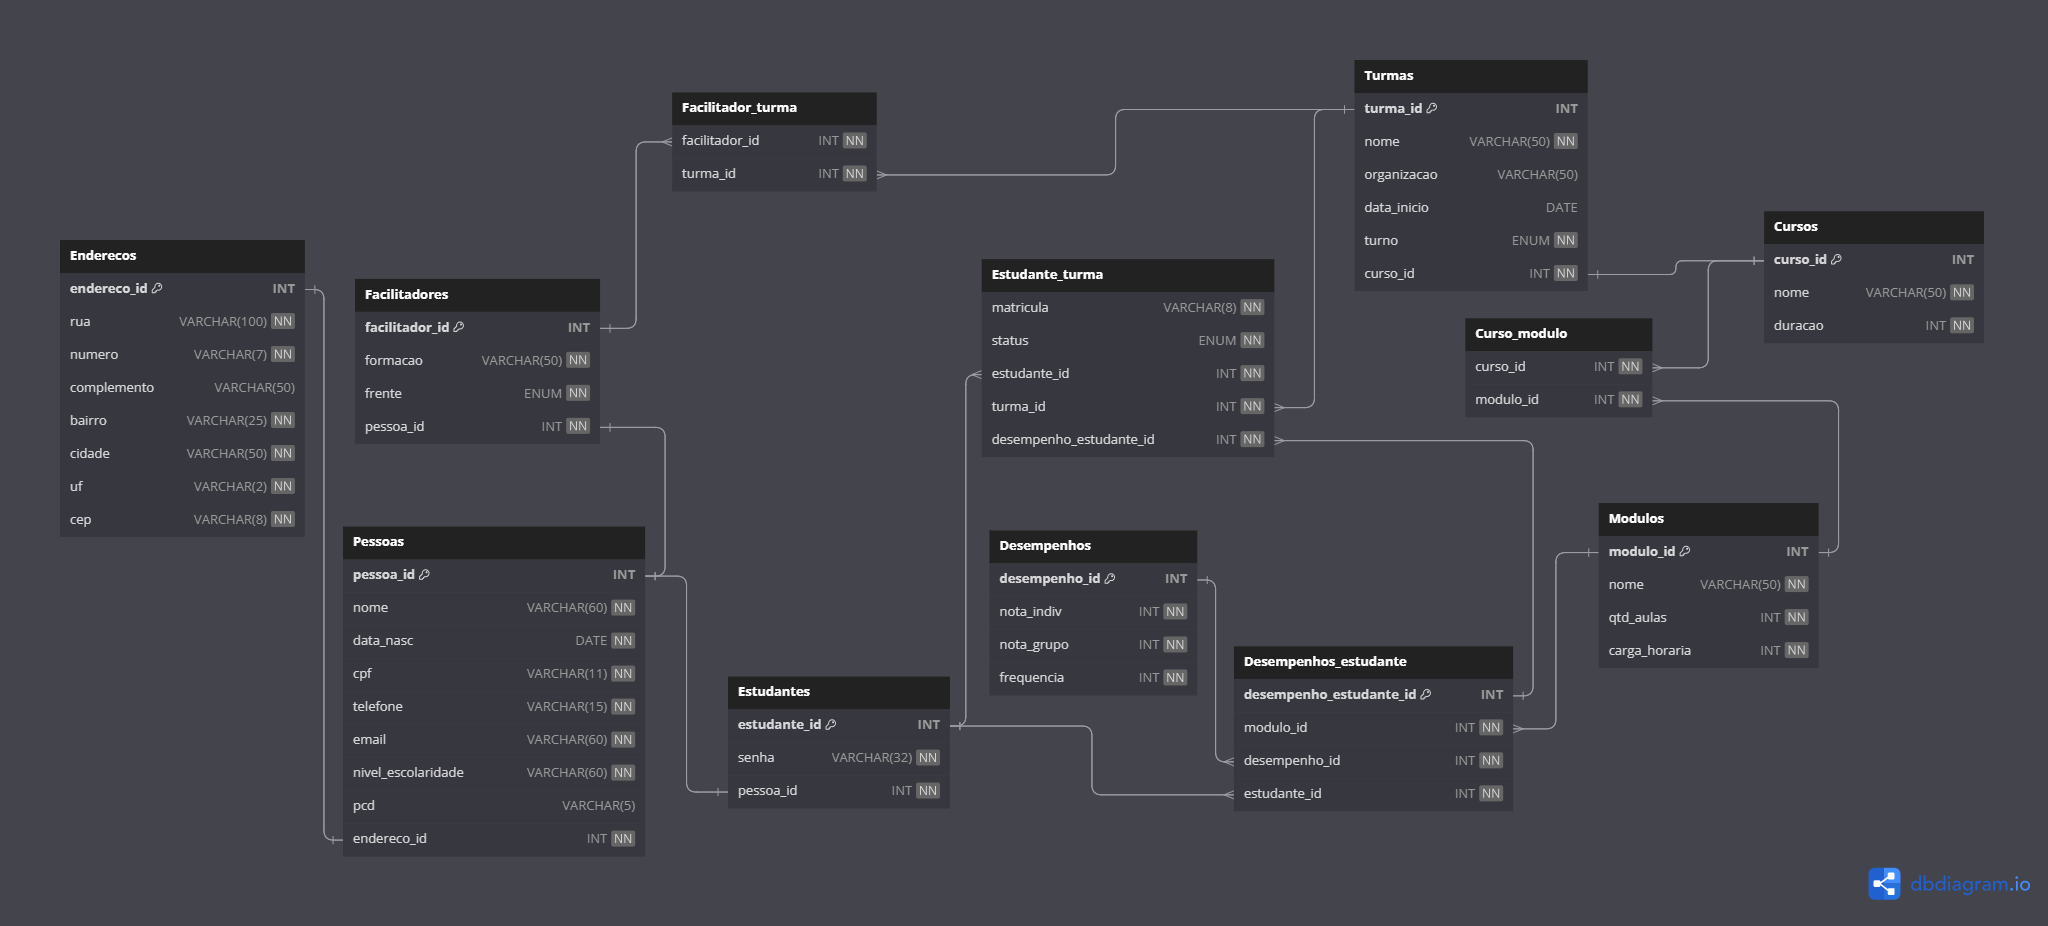 Enderecos
endereco_id INT
rua VARCHAR(100) NN
numero VARCHAR(7) NN
complemento VARCHAR(50)
bairro VARCHAR(25) NN
cidade VARCHAR(50) NN
uf VARCHAR(2) NN
cep VARCHAR(8) NN
Facilitadores
facilitador_id INT
formacao VARCHAR(50) NN
frente ENUM NN
pessoa_id INT NN
Pessoas
pessoa_id INT
nome VARCHAR(60) NN
data_nasc DATE NN
cpf VARCHAR(11) NN
telefone VARCHAR(15) NN
email VARCHAR(60) NN
nivel_escolaridade VARCHAR(60) NN
pcd VARCHAR(5)
endereco_id INT NN
Facilitador_turma
facilitador_id INT NN
turma_id INT NN
Estudantes
estudante_id INT
senha VARCHAR(32) NN
pessoa_id INT NN
Estudante_turma
matricula VARCHAR(8) NN
status ENUM NN
estudante_id INT NN
turma_id INT NN
desempenho_estudante_id INT NN
Desempenhos
desempenho_id INT
nota_indiv INT NN
nota_grupo INT NN
frequencia INT NN
Desempenhos_estudante
desempenho_estudante_id INT
modulo_id INT NN
desempenho_id INT NN
estudante_id INT NN
Turmas
turma_id INT
nome VARCHAR(50) NN
organizacao VARCHAR(50)
data_inicio DATE
turno ENUM NN
curso_id INT NN
Curso_modulo
curso_id INT NN
modulo_id INT NN
Cursos
curso_id INT
nome VARCHAR(50) NN
duracao INT NN
Modulos
modulo_id INT
nome VARCHAR(50) NN
qtd_aulas INT NN
carga_horaria INT NN
dbdiagram.io